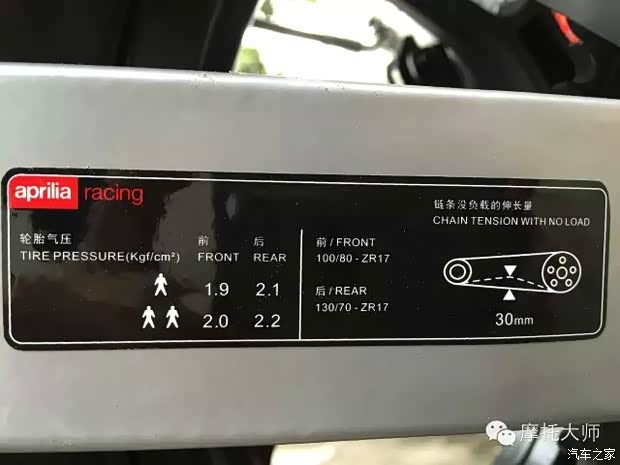 aprilia racing
轮胎气压 前 后
TIRE PRESSURE(Kgf/cm²) FRONT REAR
1.9 2.1
2.0 2.2
前 / FRONT
100/80 - ZR17
后 / REAR
130/70 - ZR17
链条没负载的伸长量
CHAIN TENSION WITH NO LOAD
30mm
摩托大师
汽车之家